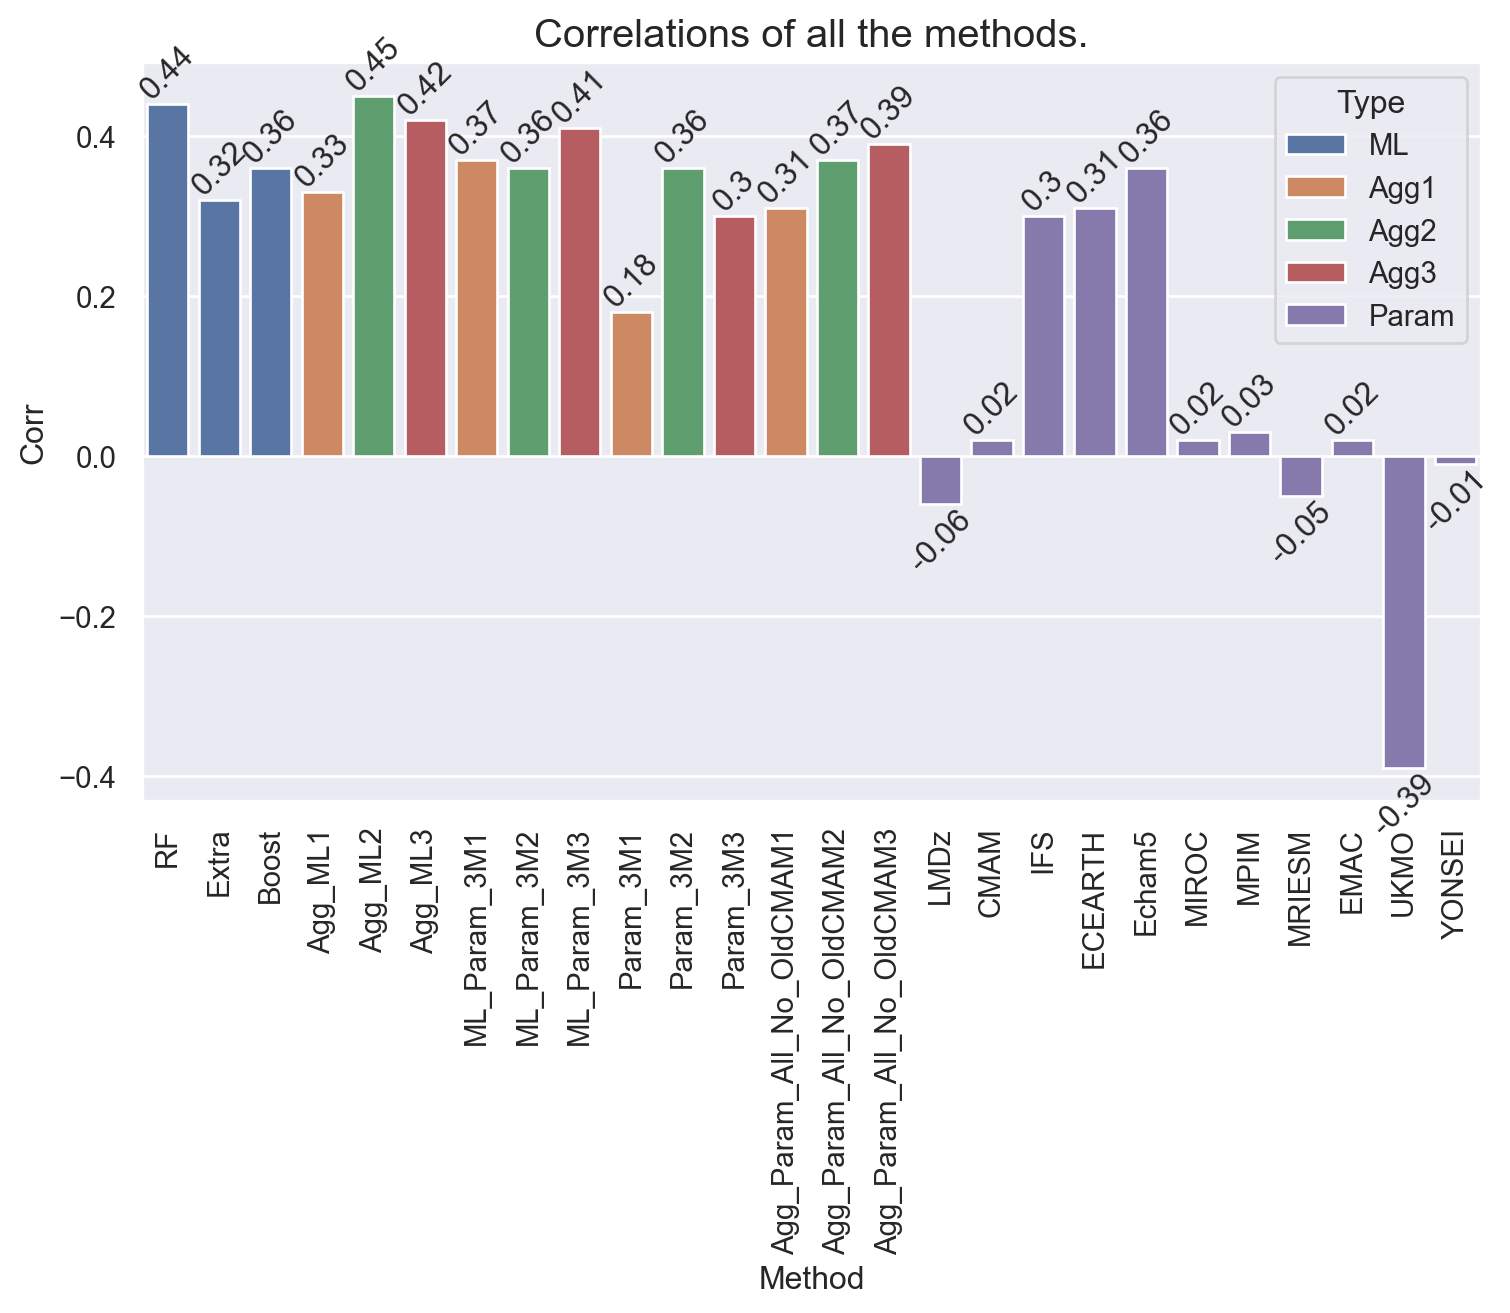 Correlations of all the methods.
0.44
0.32
0.36
0.33
0.45
0.42
0.37
0.36
0.41
0.18
0.36
0.3
0.31
0.37
0.39
-0.06
0.02
0.3
0.31
0.36
0.02
0.03
-0.05
0.02
-0.39
-0.01
Type
ML
Agg1
Agg2
Agg3
Param
Corr
0.4
0.2
0.0
−0.2
−0.4
RF
Extra
Boost
Agg_ML1
Agg_ML2
Agg_ML3
ML_Param_3M1
ML_Param_3M2
ML_Param_3M3
Param_3M1
Param_3M2
Param_3M3
Agg_Param_All_No_OldCMAM1
Agg_Param_All_No_OldCMAM2
Agg_Param_All_No_OldCMAM3
LMDz
CMAM
IFS
ECEARTH
Echam5
MIROC
MPIM
MRIESM
EMAC
UKMO
YONSEI
Method